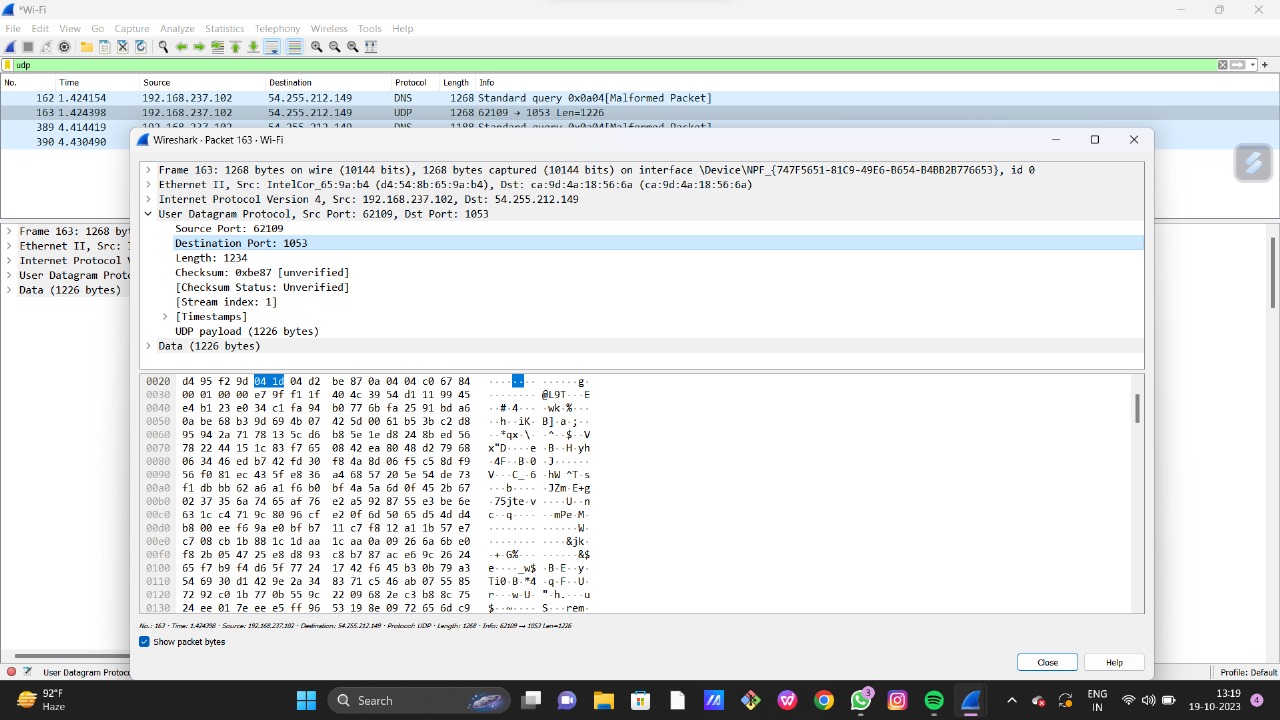 *Wi-Fi
File Edit View Go Capture Analyze Statistics Telephony Wireless Tools Help
udp
No. Time Source Destination Protocol Length Info
162 1.424154 192.168.237.102 54.255.212.149 DNS 1268 Standard query 0x0a04[Malformed Packet]
163 1.424398 192.168.237.102 54.255.212.149 UDP 1268 62109 → 1053 Len=1226
389 4.414419 192.168.237.102 54.255.212.149 DNS 1188 Standard query 0x0a04[Malformed Packet]
390 4.430490
Wireshark · Packet 163 · Wi-Fi
Frame 163: 1268 bytes on wire (10144 bits), 1268 bytes captured (10144 bits) on interface \Device\NPF_{747F5651-81C9-49E6-B654-B4BB2B776653}, id 0
Ethernet II, Src: IntelCor_65:9a:b4 (d4:54:8b:65:9a:b4), Dst: ca:9d:4a:18:56:6a (ca:9d:4a:18:56:6a)
Internet Protocol Version 4, Src: 192.168.237.102, Dst: 54.255.212.149
User Datagram Protocol, Src Port: 62109, Dst Port: 1053
Source Port: 62109
Destination Port: 1053
Length: 1234
Checksum: 0xbe87 [unverified]
[Checksum Status: Unverified]
[Stream index: 1]
[Timestamps]
UDP payload (1226 bytes)
Data (1226 bytes)
Frame 163: 1268 by
Ethernet II, Src:
Internet Protocol
User Datagram Proto
Data (1226 bytes)
0020 d4 95 f2 9d 04 1d 04 d2 be 87 0a 04 04 c0 67 84 ···· ·· ······g·
0030 00 01 00 00 e7 9f f1 1f 40 4c 39 54 d1 11 99 45 ········ @L9T···E
0040 e4 b1 23 e0 34 c1 fa 94 b0 77 6b fa 25 91 bd a6 ··#·4··· ·wk·%···
0050 0a be 68 b3 9d 69 4b 07 42 5d 00 61 b5 3b c2 d8 ··h··iK· B]·a·;··
0060 95 94 2a 71 78 13 5c d6 b8 5e 1e d8 24 8b ed 56 ··*qx·\· ·^··$··V
0070 78 22 44 15 1c 83 f7 65 08 42 ea 80 48 d2 79 68 x"D····e ·B··H·yh
0080 06 34 46 ed b7 42 fd 30 f8 4a 8d 06 f5 c5 8d f9 ·4F··B·0 ·J······
0090 56 f0 81 ec 43 5f e8 36 a4 68 57 20 5e 54 de 73 V···C_·6 ·hW ^T·s
00a0 f1 db bb 62 a6 a1 f6 b0 bf 4a 5a 6d 0f 45 2b 67 ···b···· ·JZm·E+g
00b0 02 37 35 6a 74 65 af 76 e2 a5 92 87 55 e3 be 6e ·75jte·v ····U··n
00c0 63 1c c4 71 9c 80 96 cf e2 0f 6d 50 65 d5 4d d4 c··q···· ··mPe·M·
00d0 b8 00 ee f6 9a e0 bf b7 11 c7 f8 12 a1 1b 57 e7 ········ ······W·
00e0 c7 08 cb 1b 88 1c 1d aa 1c aa 0a 09 26 6a 6b e0 ········ ····&jk·
00f0 f8 2b 05 47 25 e8 d8 93 c8 b7 87 ac e6 9c 26 24 ·+·G%··· ······&$
0100 65 f7 b9 f4 d6 5f 77 24 17 42 f6 45 b3 0b 79 a3 e····_w$ ·B·E··y·
0110 54 69 30 d1 42 9e 2a 34 83 71 c5 46 ab 07 55 85 Ti0·B·*4 ·q·F··U·
0120 72 92 c0 1b 77 0b 55 9c 22 09 68 2e c3 b8 8c 75 r···w·U· "·h.···u
0130 24 ee 01 7e ee e5 ff 96 53 19 8e 09 72 65 6d c9 $··~···· S···rem·
No.: 163 · Time: 1.424398 · Source: 192.168.237.102 · Destination: 54.255.212.149 · Protocol: UDP · Length: 1268 · Info: 62109 → 1053 Len=1226
Show packet bytes
Close Help
User Datagram Protoc Profile: Default
92°F
Haze
Search
3
ENG
IN
13:19
19-10-2023
4